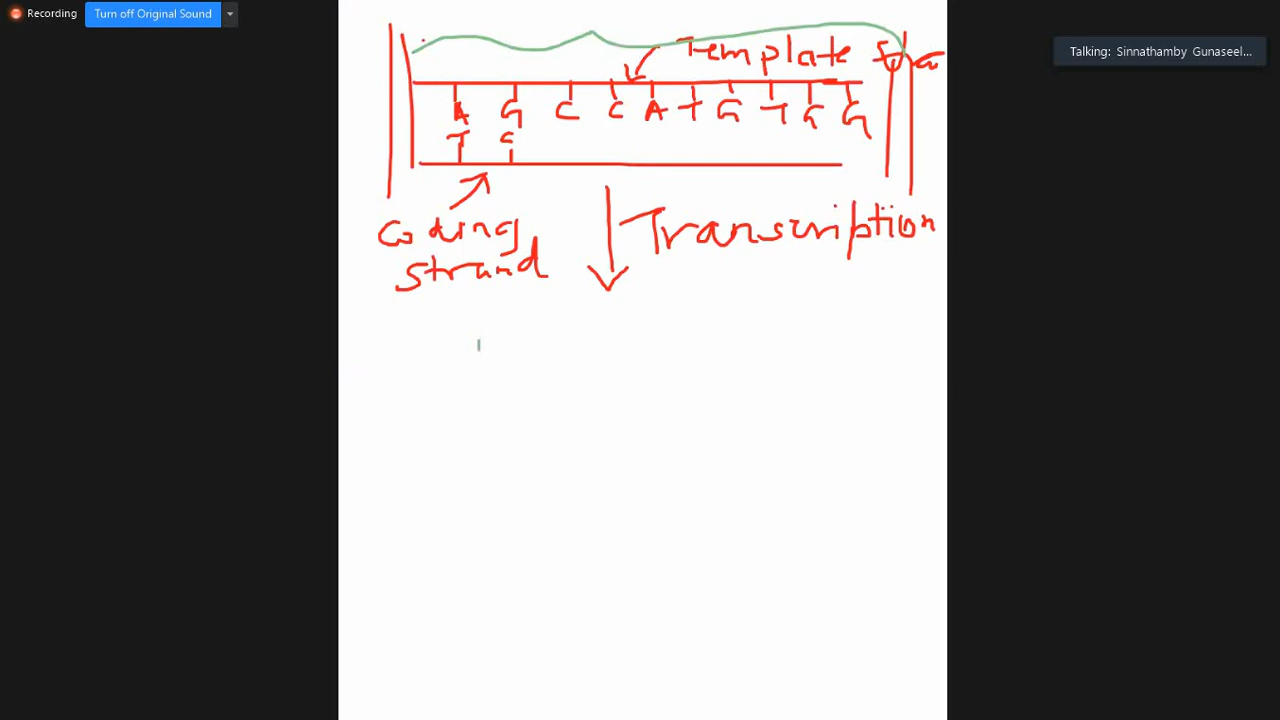 Recording
Turn off Original Sound
Talking: Sinnathamby Gunaseel...
Template
A G C C A T G T G G
T C
Coding
strand
Transcription